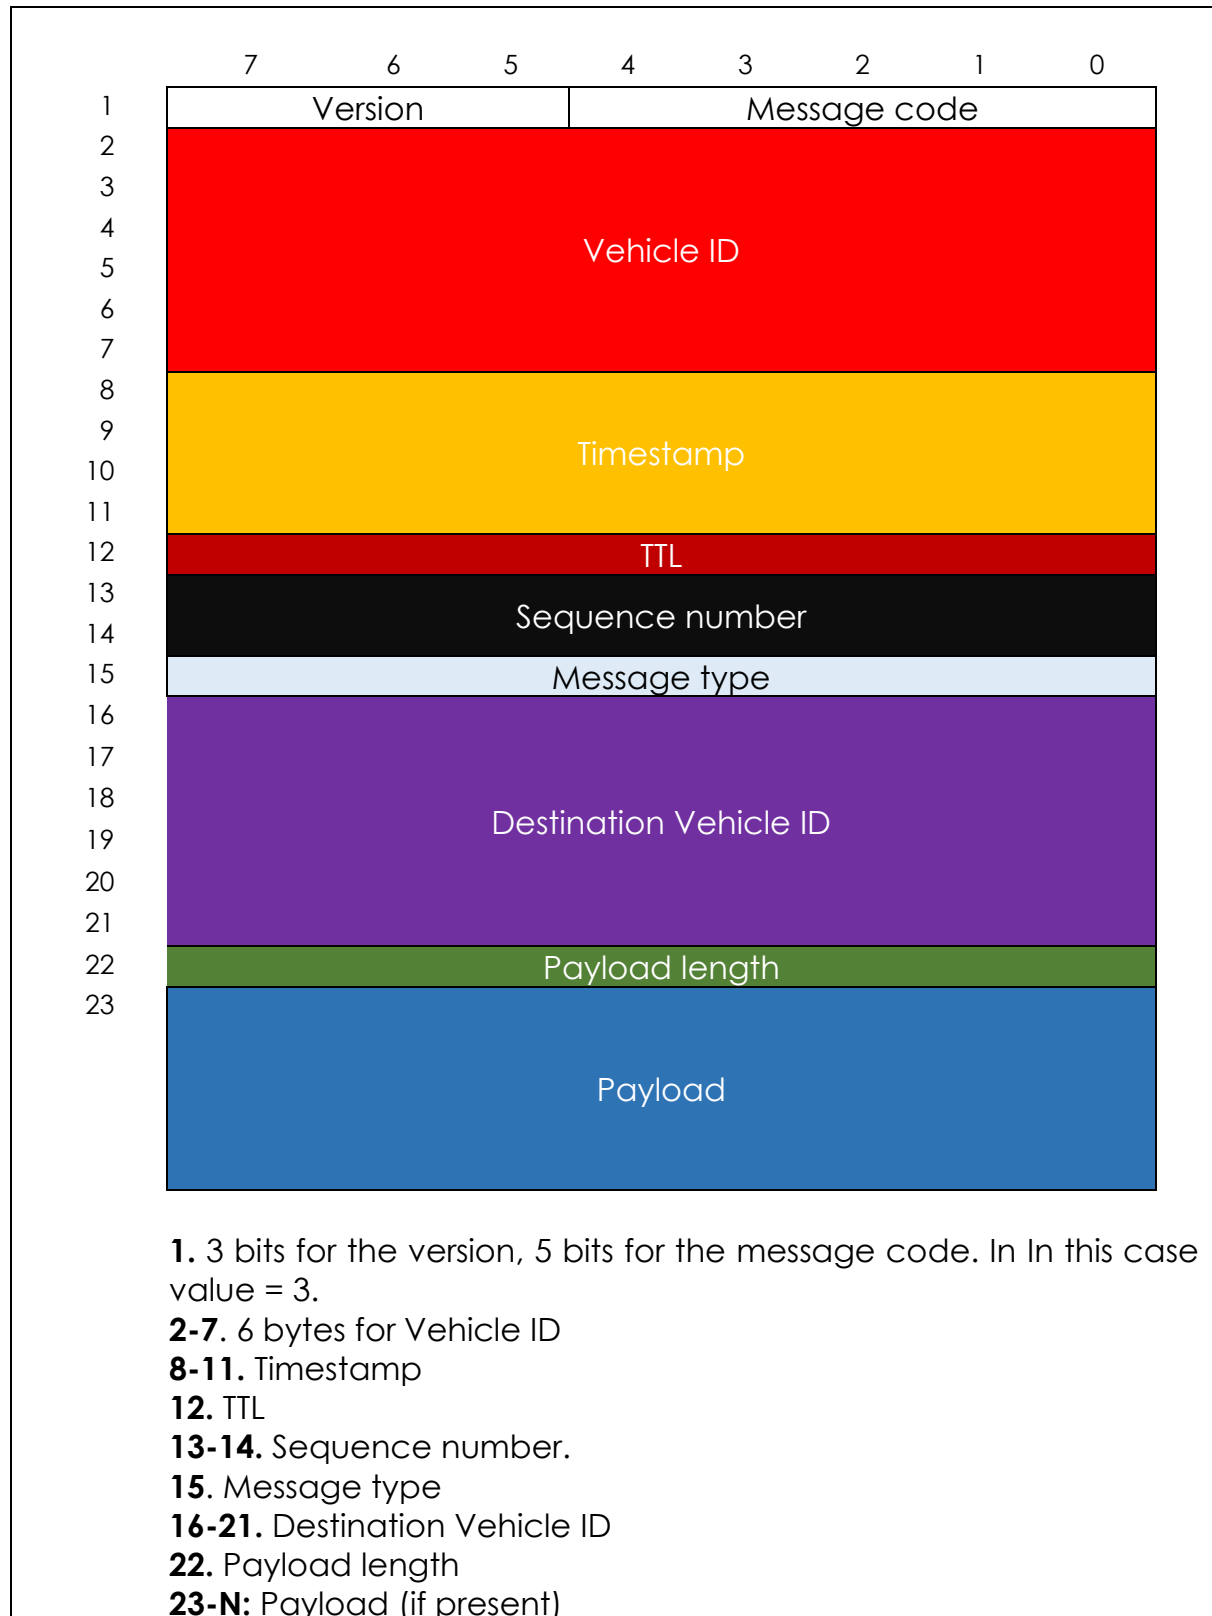 7 6 5 4 3 2 1 0
1 Version Message code
2
3
4
5
Vehicle ID
6
7
8
9
Timestamp
10
11
12 TTL
13
Sequence number
14
15 Message type
16
17
18
Destination Vehicle ID
19
20
21
22 Payload length
23
Payload
1. 3 bits for the version, 5 bits for the message code. In In this case
value = 3.
2-7. 6 bytes for Vehicle ID
8-11. Timestamp
12. TTL
13-14. Sequence number.
15. Message type
16-21. Destination Vehicle ID
22. Payload length
23-N: Payload (if present)